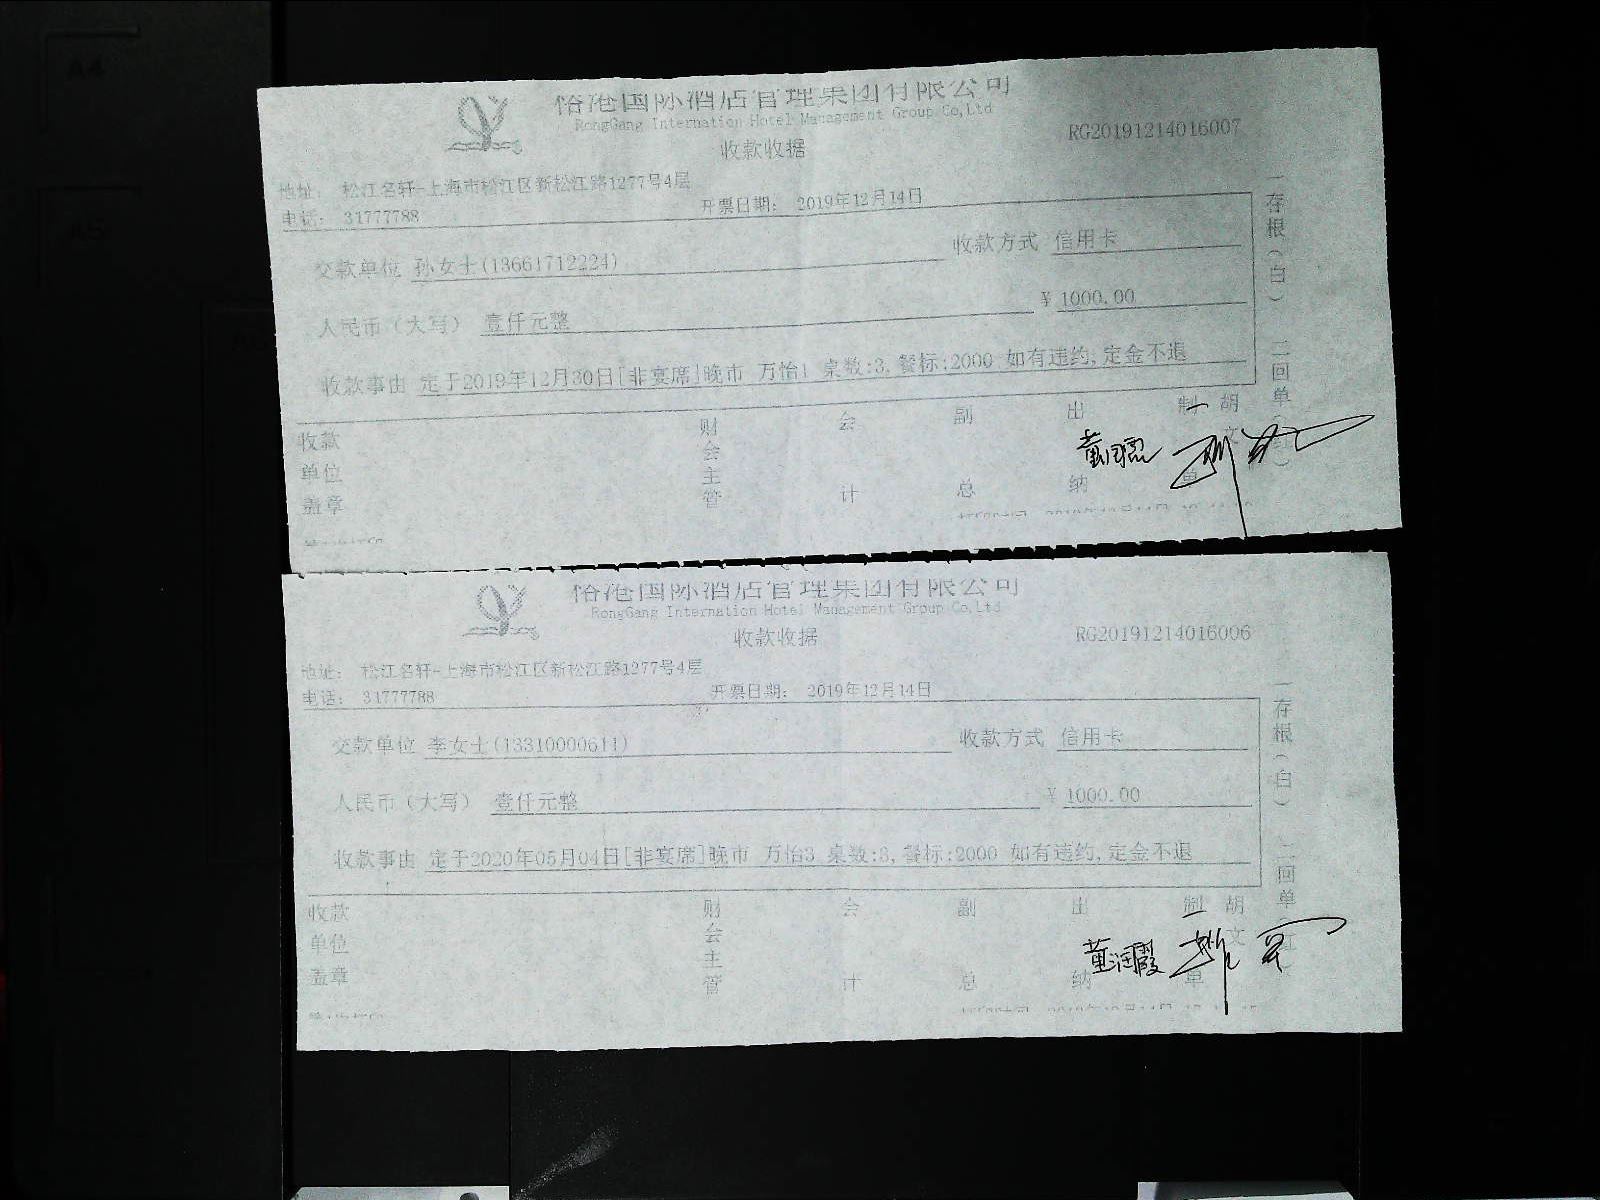 国际酒店管理集团有限公司
RongGang Internation Hotel Management Group Co,Ltd
收款收据
RG20191214016007
地址: 松江名轩-上海市松江区新松江路1277号4层
电话: 31777788
开票日期: 2019年12月14日
交款单位 孙女士(13661712224)
收款方式 信用卡
人民币(大写) 壹仟元整
¥ 1000.00
收款事由 定于2019年12月30日[非宴席]晚市 万怡1 桌数:3,餐标:2000 如有违约,定金不退
收款单位盖章
财会主管
会计
副总
出纳
制单
胡文
一存根(白)
二回单(红)
国际酒店管理集团有限公司
RongGang Internation Hotel Management Group Co,Ltd
收款收据
RG20191214016006
地址: 松江名轩-上海市松江区新松江路1277号4层
电话: 31777788
开票日期: 2019年12月14日
交款单位 李女士(13310000611)
收款方式 信用卡
人民币(大写) 壹仟元整
¥ 1000.00
收款事由 定于2020年05月04日[非宴席]晚市 万怡3 桌数:3,餐标:2000 如有违约,定金不退
收款单位盖章
财会主管
会计
副总
出纳
制单
胡文
董润霞
一存根(白)
二回单(红